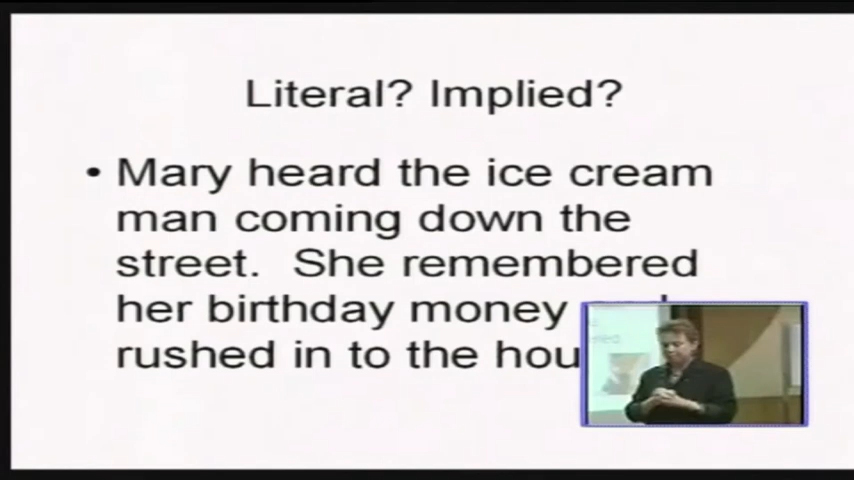 Literal? Implied?
• Mary heard the ice cream
man coming down the
street. She remembered
her birthday money
rushed in to the